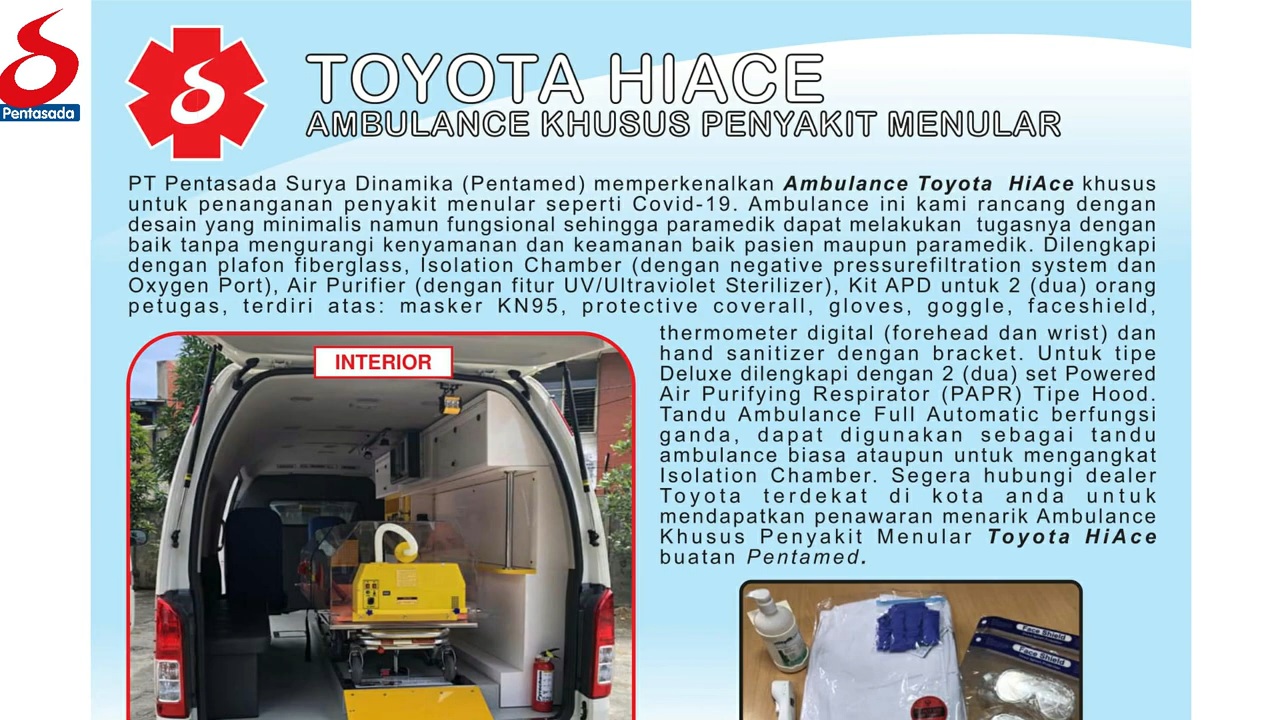 Pentasada
TOYOTA HIACE
AMBULANCE KHUSUS PENYAKIT MENULAR
PT Pentasada Surya Dinamika (Pentamed) memperkenalkan Ambulance Toyota HiAce khusus
untuk penanganan penyakit menular seperti Covid-19. Ambulance ini kami rancang dengan
desain yang minimalis namun fungsional sehingga paramedik dapat melakukan tugasnya dengan
baik tanpa mengurangi kenyamanan dan keamanan baik pasien maupun paramedik. Dilengkapi
dengan plafon fiberglass, Isolation Chamber (dengan negative pressurefiltration system dan
Oxygen Port), Air Purifier (dengan fitur UV/Ultraviolet Sterilizer), Kit APD untuk 2 (dua) orang
petugas, terdiri atas: masker KN95, protective coverall, gloves, goggle, faceshield,
thermometer digital (forehead dan wrist) dan
hand sanitizer dengan bracket. Untuk tipe
Deluxe dilengkapi dengan 2 (dua) set Powered
Air Purifying Respirator (PAPR) Tipe Hood.
Tandu Ambulance Full Automatic berfungsi
ganda, dapat digunakan sebagai tandu
ambulance biasa ataupun untuk mengangkat
Isolation Chamber. Segera hubungi dealer
Toyota terdekat di kota anda untuk
mendapatkan penawaran menarik Ambulance
Khusus Penyakit Menular Toyota HiAce
buatan Pentamed.
INTERIOR
Face Shield
Face Shield